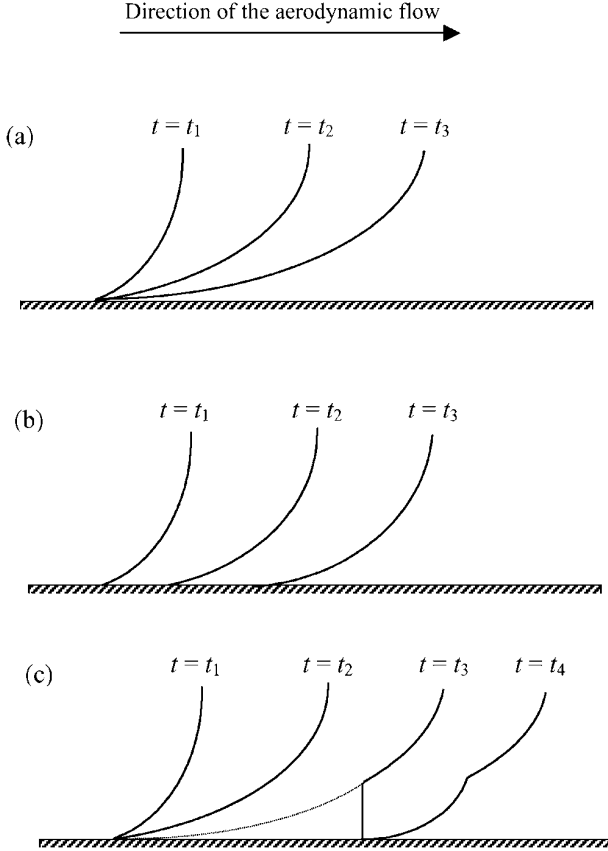 Direction of the aerodynamic flow
(a)
t = t₁ t = t₂ t = t₃
(b)
t = t₁ t = t₂ t = t₃
(c)
t = t₁ t = t₂ t = t₃ t = t₄